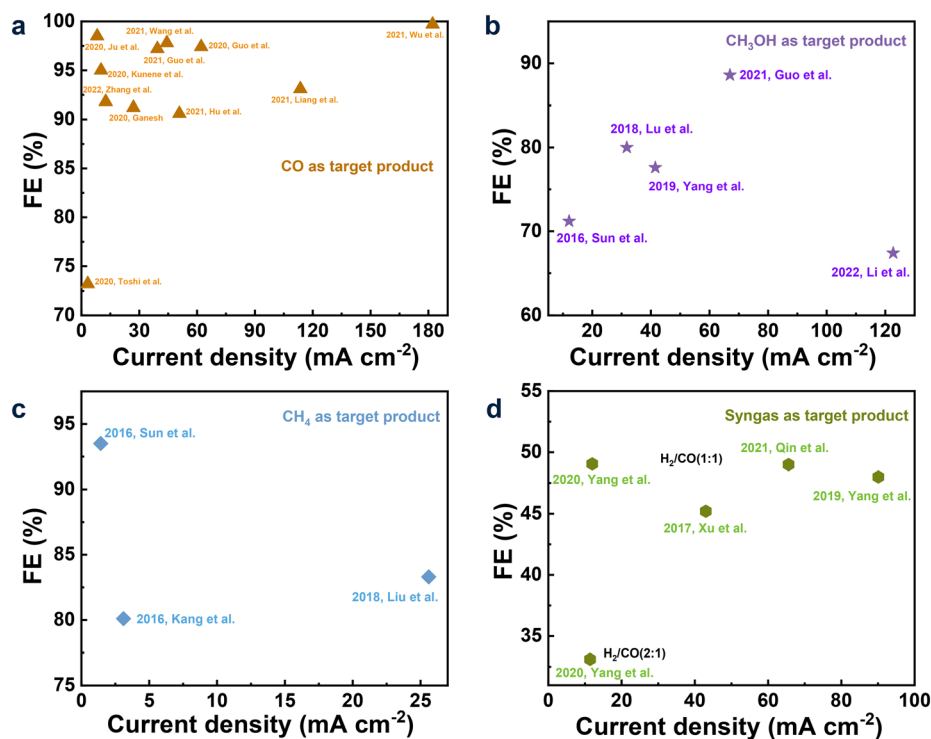 a
FE (%)
100
95
90
85
80
75
70
2020, Ju et al.
2021, Wang et al.
2021, Guo et al.
2020, Guo et al.
2021, Wu et al.
2020, Kunene et al.
2022, Zhang et al.
2020, Ganesh
2021, Hu et al.
2021, Liang et al.
CO as target product
2020, Toshi et al.
0 30 60 90 120 150 180
Current density (mA cm⁻²)
b
FE (%)
90
80
70
60
CH₃OH as target product
2021, Guo et al.
2018, Lu et al.
2019, Yang et al.
2016, Sun et al.
2022, Li et al.
20 40 60 80 100 120
Current density (mA cm⁻²)
c
FE (%)
95
90
85
80
75
CH₄ as target product
2016, Sun et al.
2018, Liu et al.
2016, Kang et al.
0 5 10 15 20 25
Current density (mA cm⁻²)
d
FE (%)
55
50
45
40
35
Syngas as target product
2021, Qin et al.
H₂/CO(1:1)
2020, Yang et al.
2019, Yang et al.
2017, Xu et al.
H₂/CO(2:1)
2020, Yang et al.
0 20 40 60 80 100
Current density (mA cm⁻²)